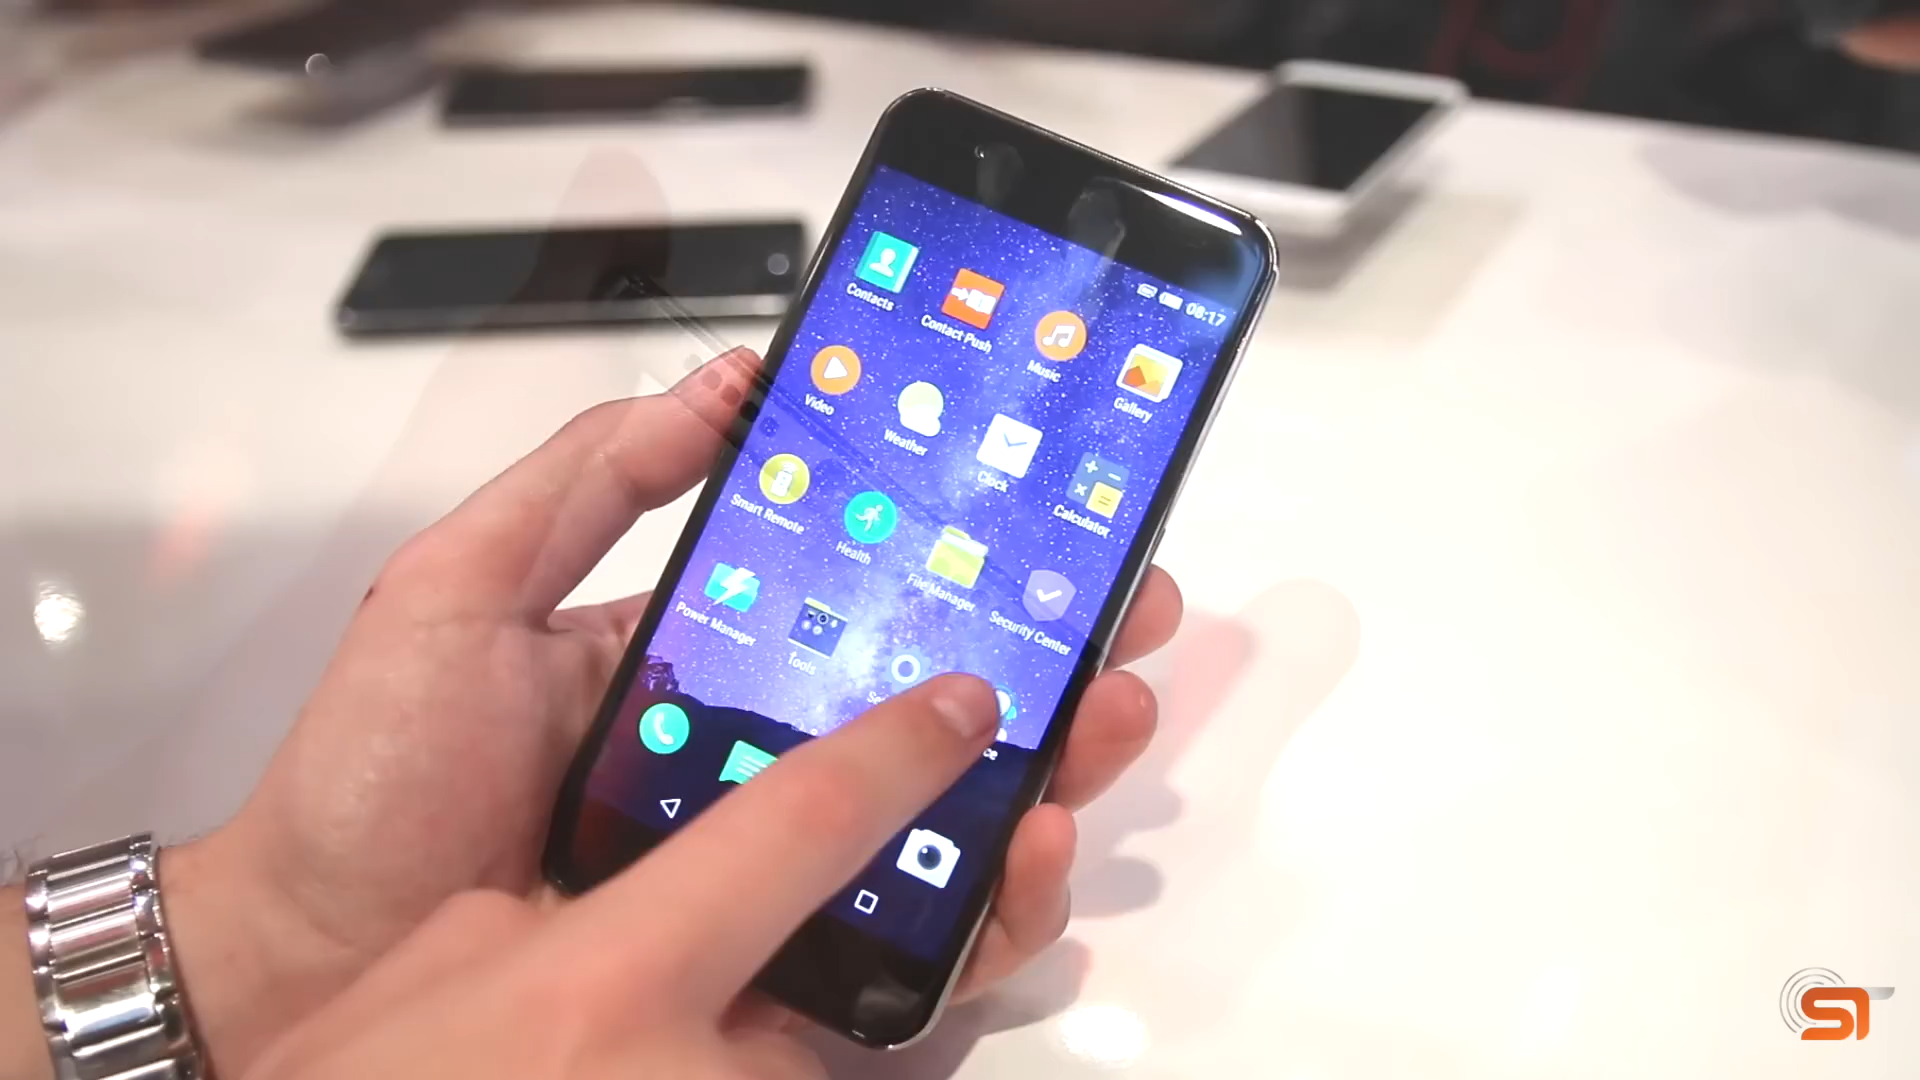 08:17
Contacts
Contact Push
Music
Gallery
Video
Weather
Clock
Calculator
Smart Remote
Health
File Manager
Security Center
Power Manager
Tools
ST